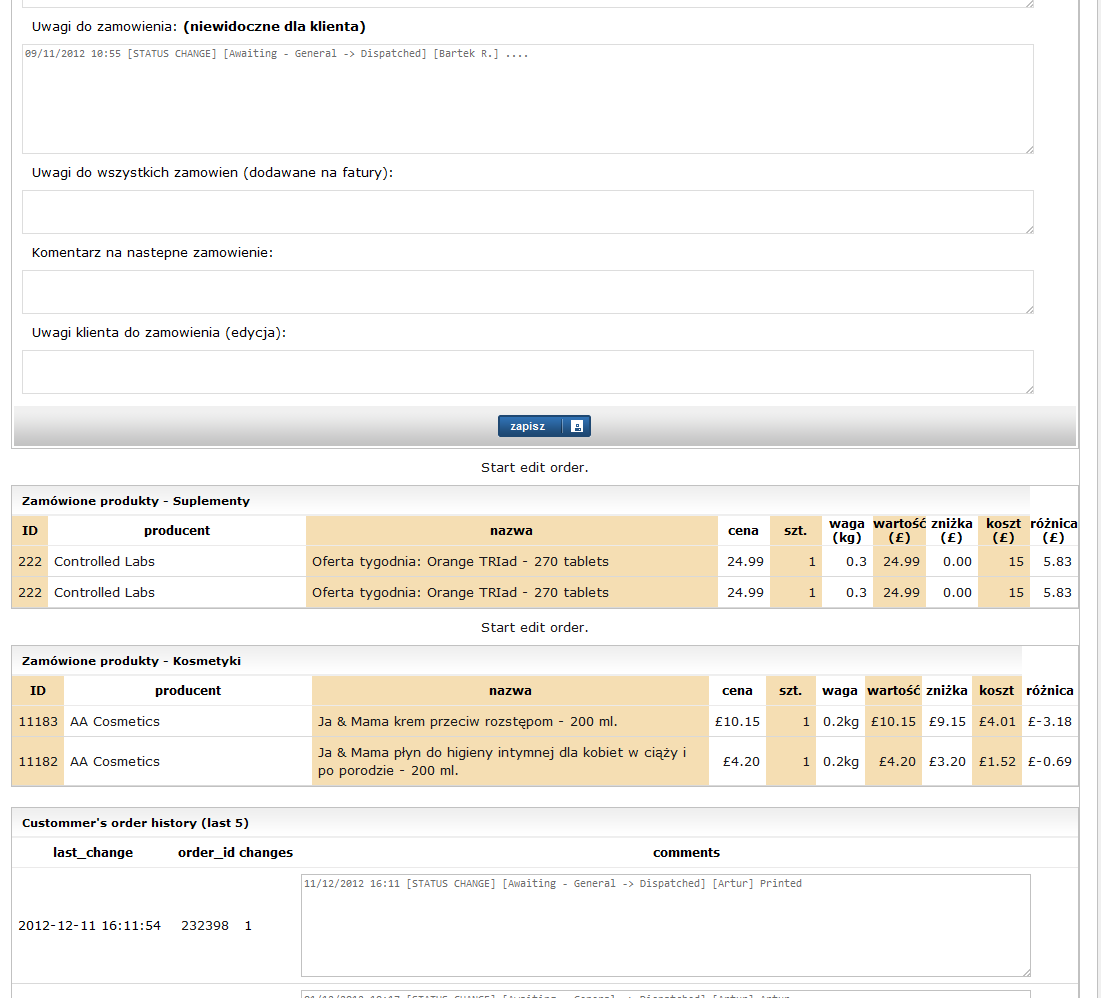 Uwagi do zamowienia: (niewidoczne dla klienta)
09/11/2012 10:55 [STATUS CHANGE] [Awaiting - General -> Dispatched] [Bartek R.] ....
Uwagi do wszystkich zamowien (dodawane na fatury):
Komentarz na nastepne zamowienie:
Uwagi klienta do zamowienia (edycja):
zapisz
Start edit order.
Zamówione produkty - Suplementy
ID producent nazwa cena szt. waga (kg) wartość (£) zniżka (£) koszt (£) różnica (£)
222 Controlled Labs Oferta tygodnia: Orange TRIad - 270 tablets 24.99 1 0.3 24.99 0.00 15 5.83
222 Controlled Labs Oferta tygodnia: Orange TRIad - 270 tablets 24.99 1 0.3 24.99 0.00 15 5.83
Start edit order.
Zamówione produkty - Kosmetyki
ID producent nazwa cena szt. waga wartość zniżka koszt różnica
11183 AA Cosmetics Ja & Mama krem przeciw rozstępom - 200 ml. £10.15 1 0.2kg £10.15 £9.15 £4.01 £-3.18
11182 AA Cosmetics Ja & Mama płyn do higieny intymnej dla kobiet w ciąży i po porodzie - 200 ml. £4.20 1 0.2kg £4.20 £3.20 £1.52 £-0.69
Custommer's order history (last 5)
last_change order_id changes comments
11/12/2012 16:11 [STATUS CHANGE] [Awaiting - General -> Dispatched] [Artur] Printed
2012-12-11 16:11:54 232398 1
[STATUS CHANGE] [Awaiting - General -> Dispatched] [Artur] Artur